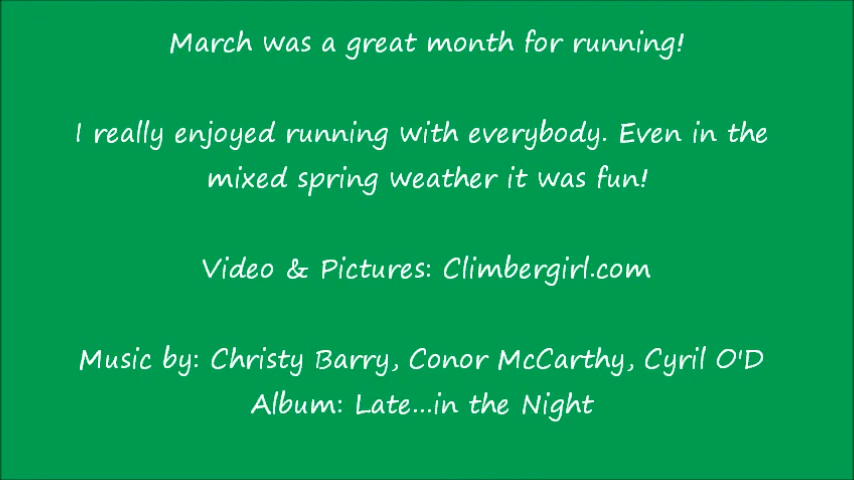 March was a great month for running!
I really enjoyed running with everybody. Even in the
mixed spring weather it was fun!
Video & Pictures: Climbergirl.com
Music by: Christy Barry, Conor McCarthy, Cyril O'D
Album: Late...in the Night